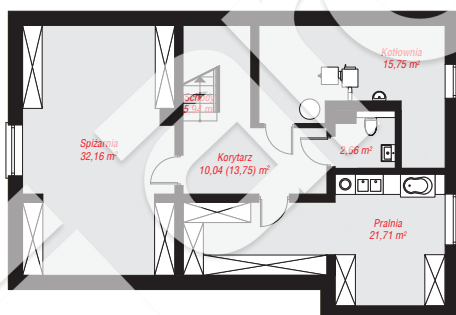 Kotłownia
15,75 m²
Schody
5,94 m²
2,66 m²
Spiżarnia
32,16 m²
Korytarz
10,04 (13,75) m²
Pralnia
21,71 m²